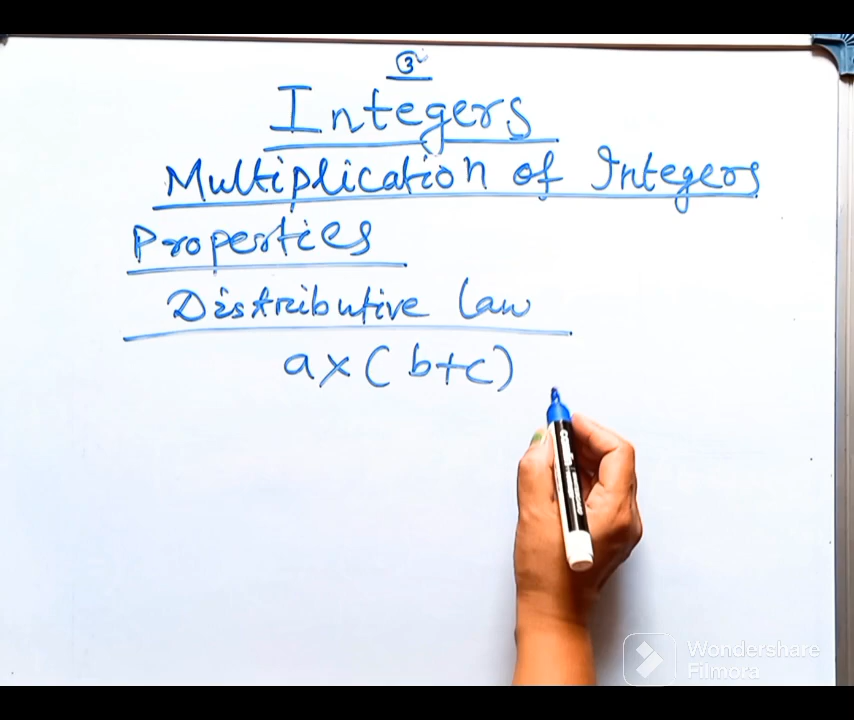 3
Integers
Multiplication of Integers
Properties
Distributive law
a×(b+c)
Wondershare
Filmora